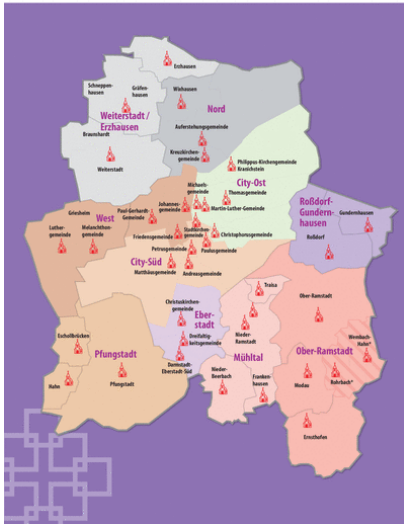 Erzhausen
Schneppen-
hausen
Gräfen-
hausen
Wixhausen
Nord
Weiterstadt /
Erzhausen
Auferstehungsgemeinde
Braunshardt
Kreuzkirchen-
gemeinde
Weiterstadt
Philippus-Kirchengemeinde
Kranichstein
City-Ost
Michaels-
gemeinde
Thomasgemeinde
Roßdorf-
Gundern-
hausen
Griesheim
West
Paul-Gerhardt-
Gemeinde
Johannes-
gemeinde
Martin-Luther-Gemeinde
Gundernhausen
Luther-
gemeinde
Melanchthon-
gemeinde
Friedensgemeinde
Stadtkirchen-
gemeinde
Christophorusgemeinde
Roßdorf
Petrusgemeinde
Paulusgemeinde
City-Süd
Matthäusgemeinde
Andreasgemeinde
Traisa
Ober-Ramstadt
Christuskirchen-
gemeinde
Eber-
stadt
Nieder-
Ramstadt
Wembach-
Hahn*
Eschollbrücken
Pfungstadt
Dreifaltig-
keitsgemeinde
Mühltal
Ober-Ramstadt
Hahn
Pfungstadt
Darmstadt-
Eberstadt-Süd
Nieder-
Beerbach
Franken-
hausen
Modau
Rohrbach*
Ernsthofen